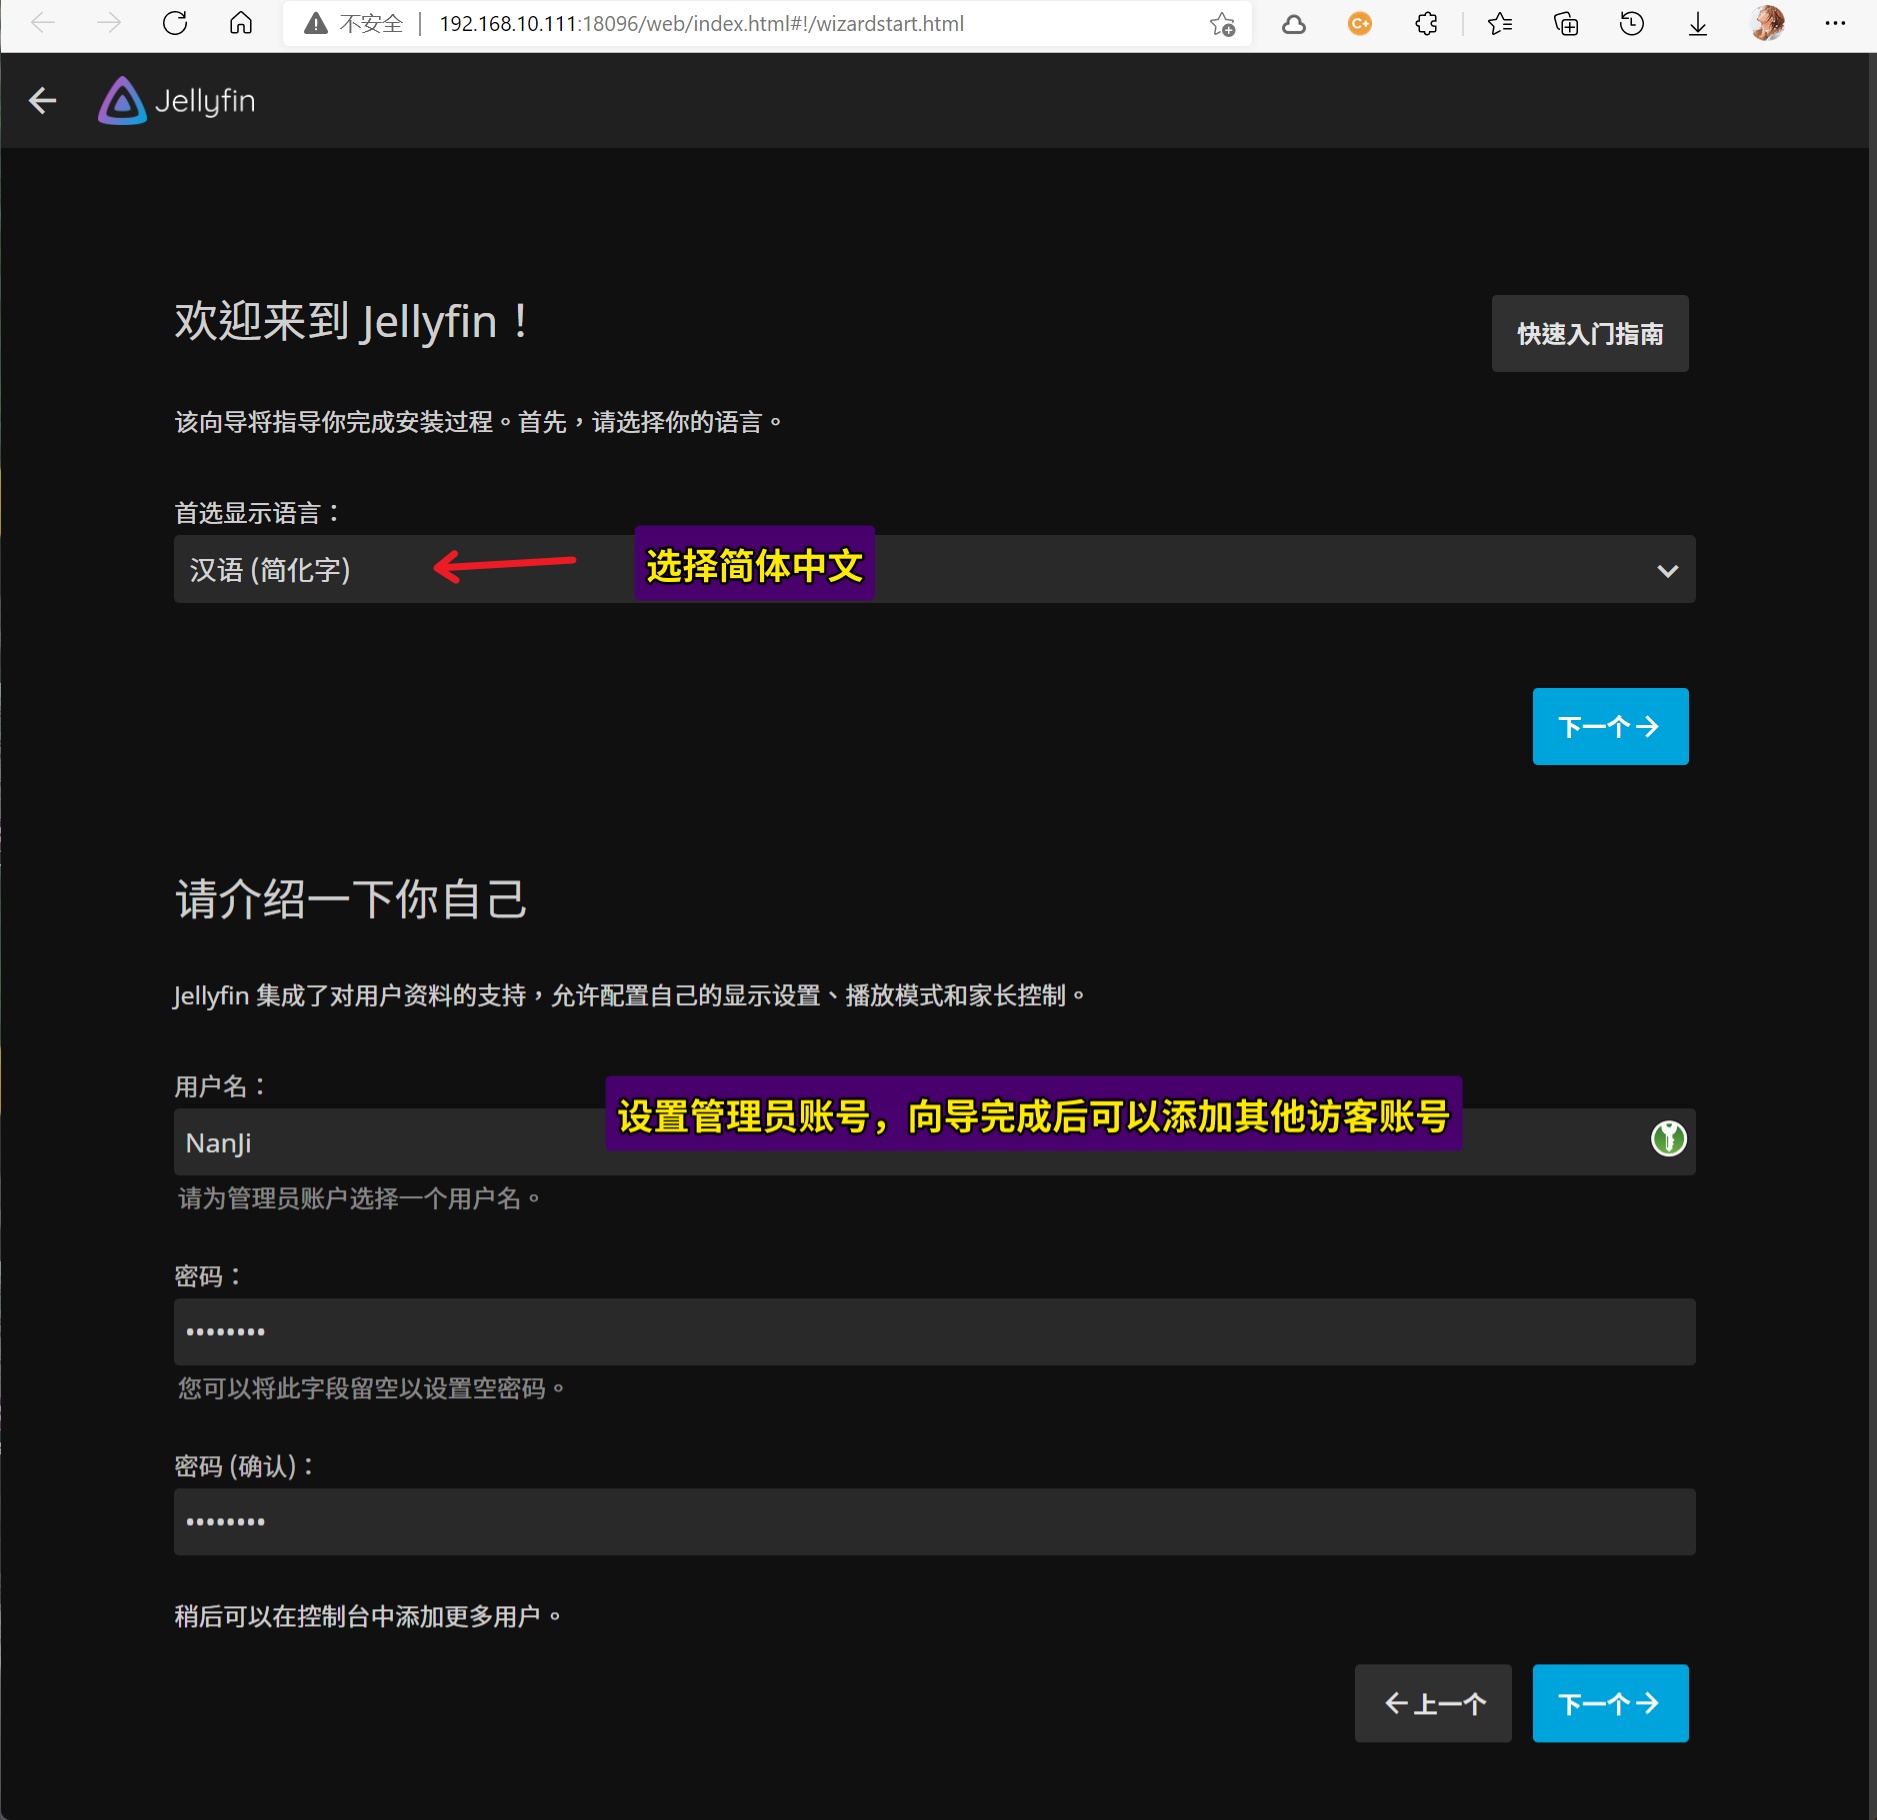 不安全 | 192.168.10.111:18096/web/index.html#!/wizardstart.html
Jellyfin
欢迎来到 Jellyfin！
快速入门指南
该向导将指导你完成安装过程。首先，请选择你的语言。
首选显示语言：
汉语 (简化字)
选择简体中文
下一个
请介绍一下你自己
Jellyfin 集成了对用户资料的支持，允许配置自己的显示设置、播放模式和家长控制。
用户名：
设置管理员账号，向导完成后可以添加其他访客账号
NanJi
请为管理员账户选择一个用户名。
密码：
••••••••
您可以将此字段留空以设置空密码。
密码 (确认)：
••••••••
稍后可以在控制台中添加更多用户。
上一个
下一个